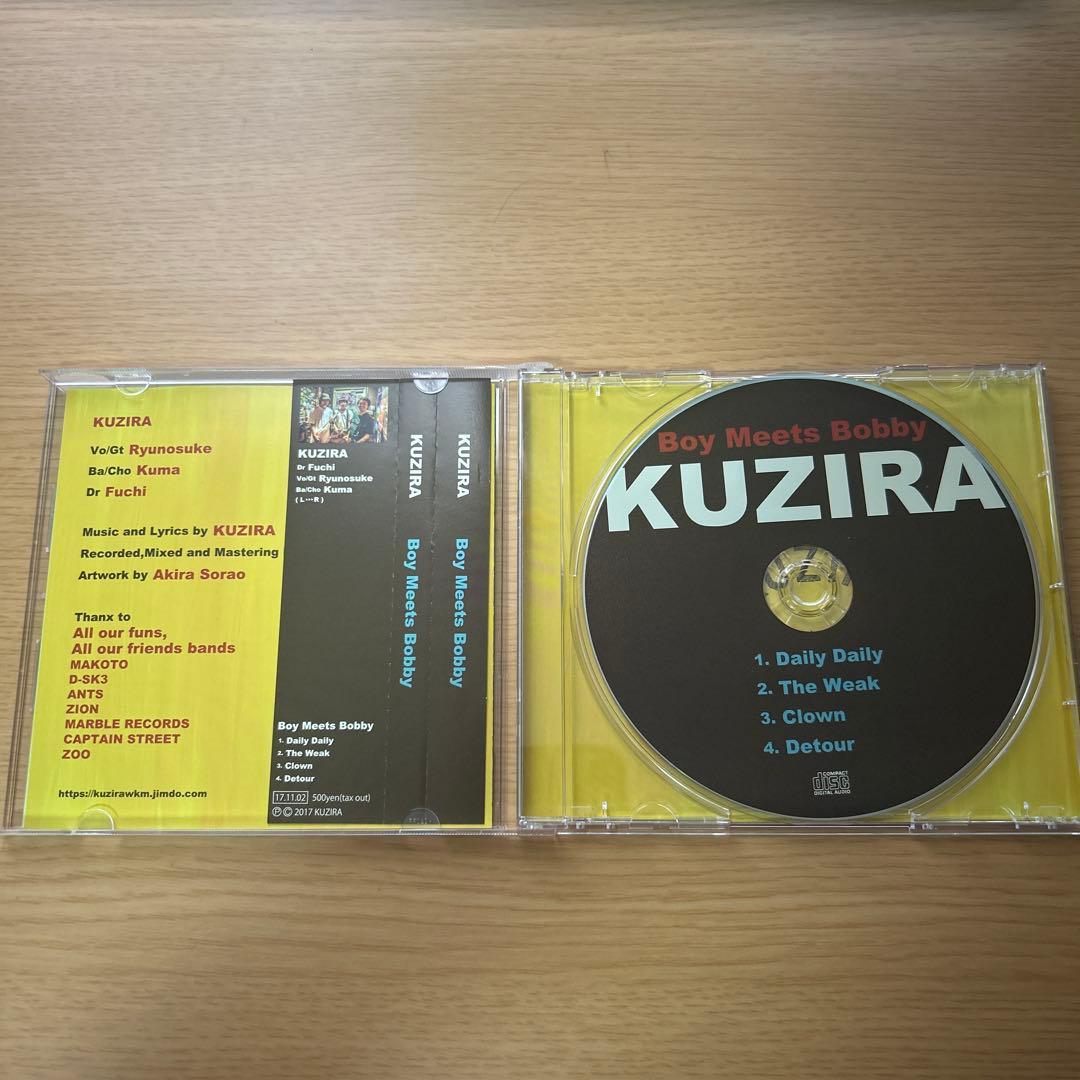 KUZIRA
Vo/Gt Ryunosuke
Ba/Cho Kuma
Dr Fuchi
Music and Lyrics by KUZIRA
Recorded,Mixed and Mastering
Artwork by Akira Sorao
Thanx to
All our funs,
All our friends bands
MAKOTO
D-SK3
ANTS
ZION
MARBLE RECORDS
CAPTAIN STREET
ZOO
https://kuzirawkm.jimdo.com
KUZIRA
Dr Fuchi
Vo/Gt Ryunosuke
Ba/Cho Kuma
( L ··· R )
Boy Meets Bobby
1. Daily Daily
2. The Weak
3. Clown
4. Detour
17.11.02 500yen(tax out)
Ⓟ © 2017 KUZIRA
KUZIRA Boy Meets Bobby
KUZIRA Boy Meets Bobby
Boy Meets Bobby
KUZIRA
1. Daily Daily
2. The Weak
3. Clown
4. Detour
COMPACT
disc
DIGITAL AUDIO